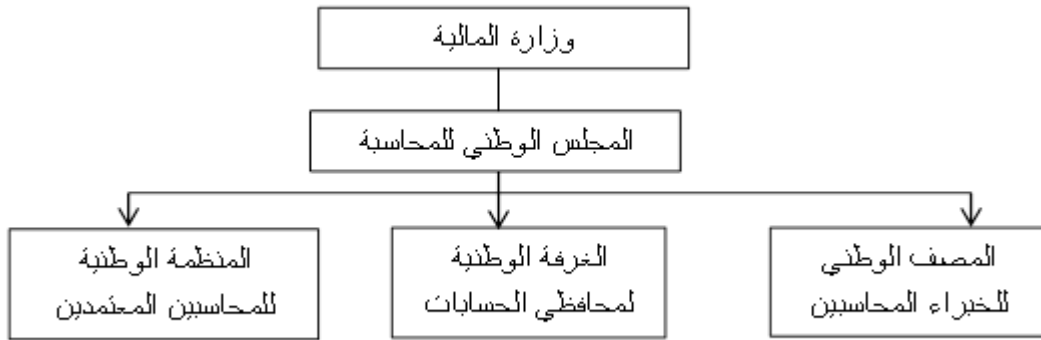 وزارة المالية
المجلس الوطني للمحاسبة
المصف الوطني
للخبراء المحاسبين
الغرفة الوطنية
لمحافظي الحسابات
المنظمة الوطنية
للمحاسبين المعتمدين